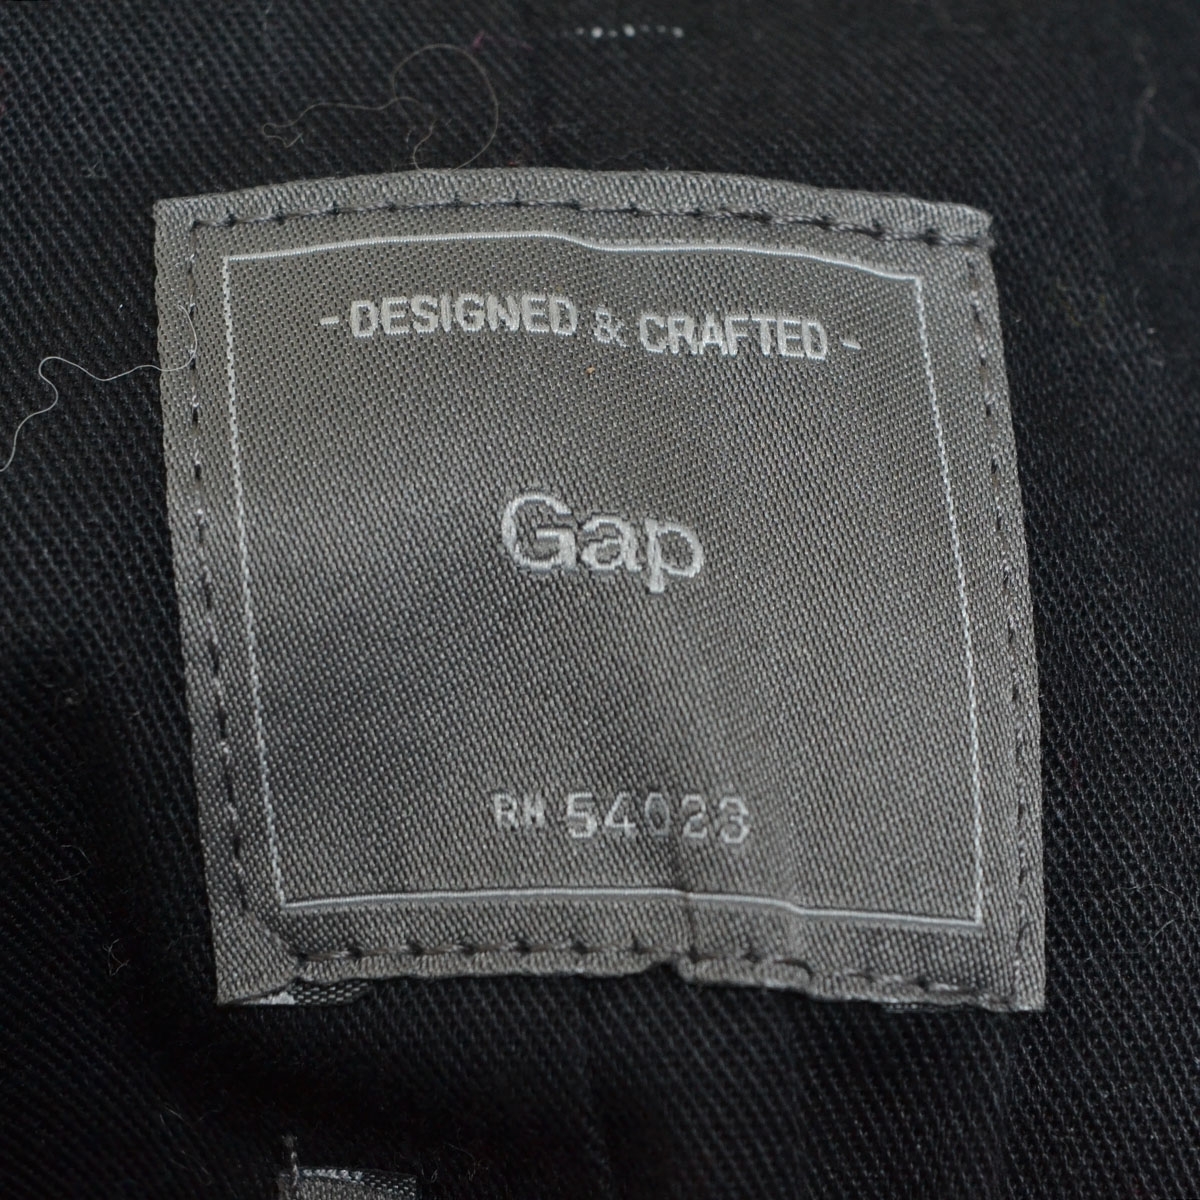 - DESIGNED & CRAFTED -
Gap
RN 54023